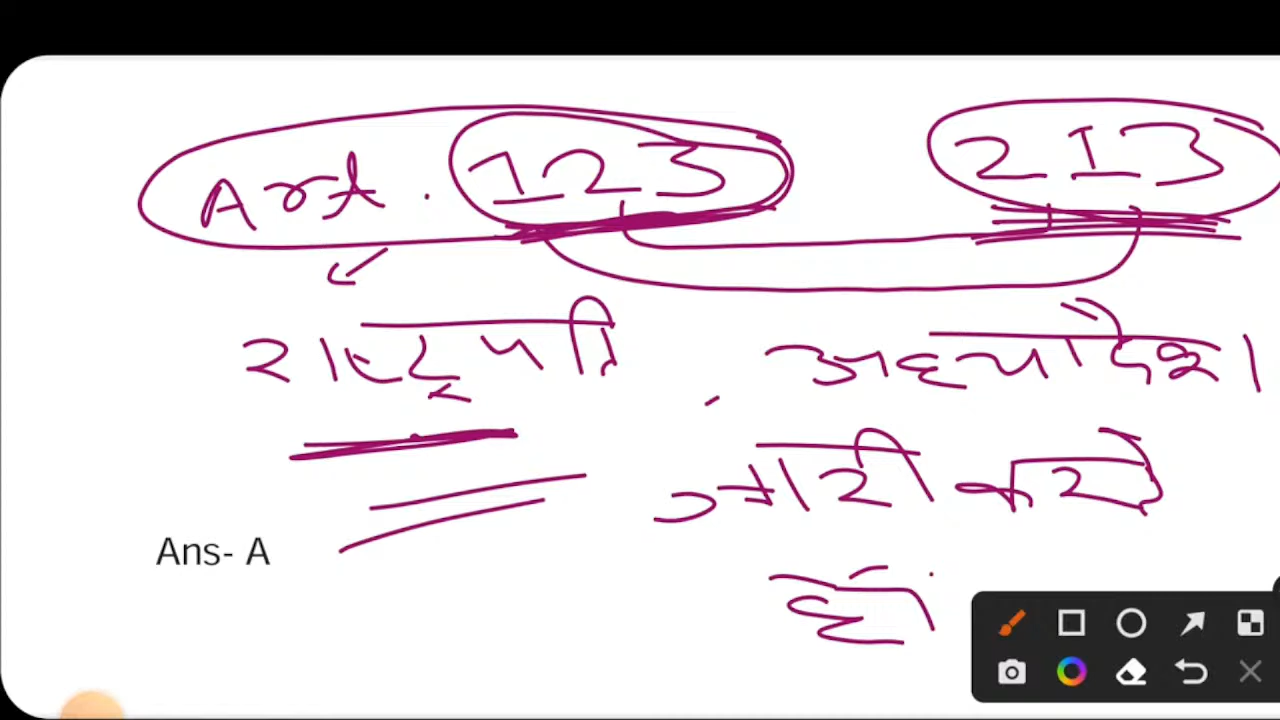 Art. 123 213
राष्ट्रपति अध्यादेश
जारी करते
है
Ans- A